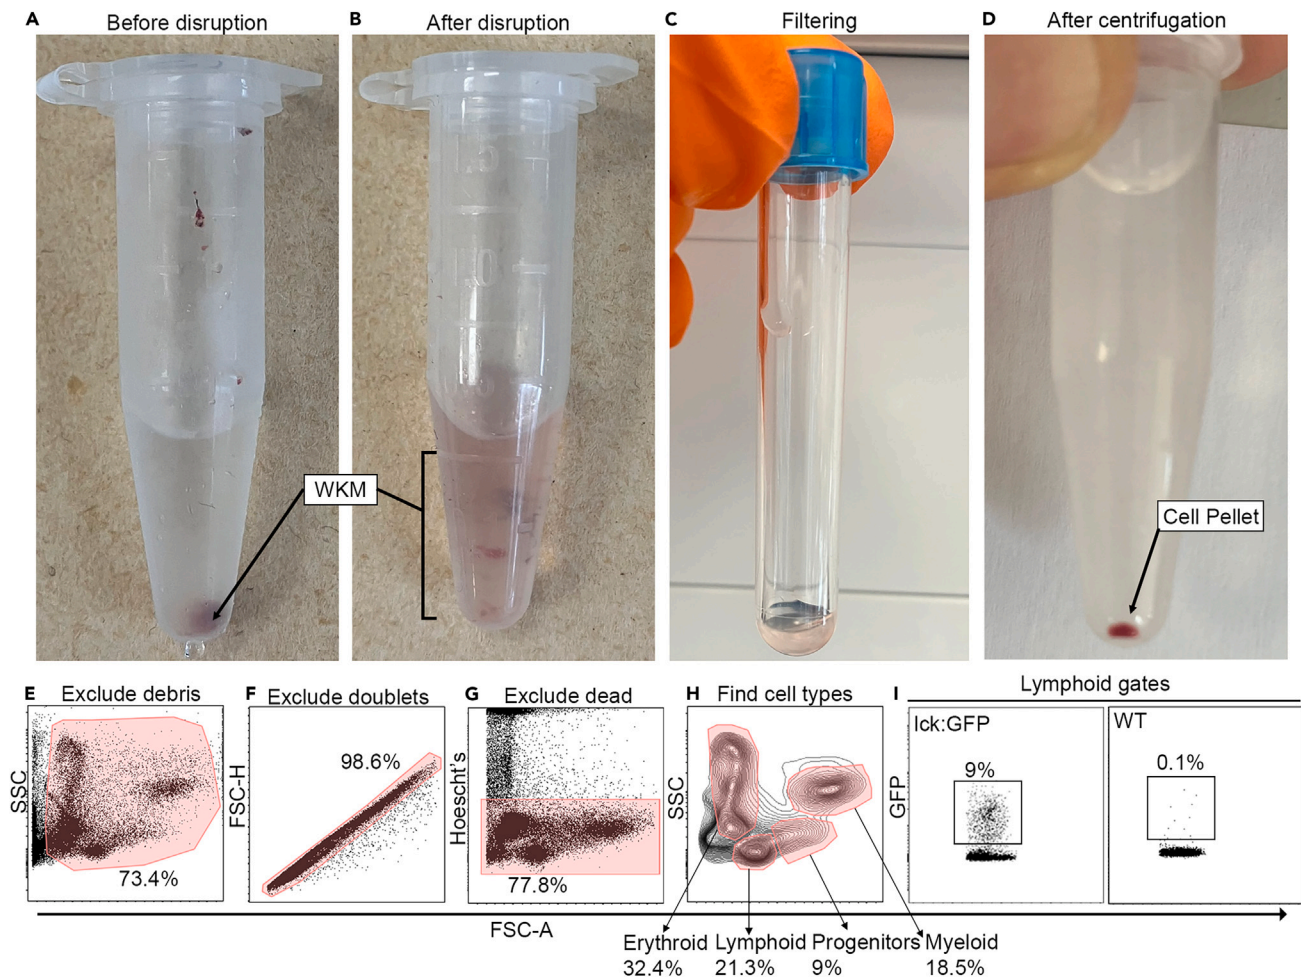 A Before disruption
B After disruption
C Filtering
D After centrifugation
WKM
Cell Pellet
E Exclude debris
F Exclude doublets
G Exclude dead
H Find cell types
I Lymphoid gates
SSC
73.4%
FSC-H
98.6%
Hoescht's
77.8%
SSC
GFP
lck:GFP
9%
WT
0.1%
FSC-A
Erythroid Lymphoid Progenitors Myeloid
32.4% 21.3% 9% 18.5%